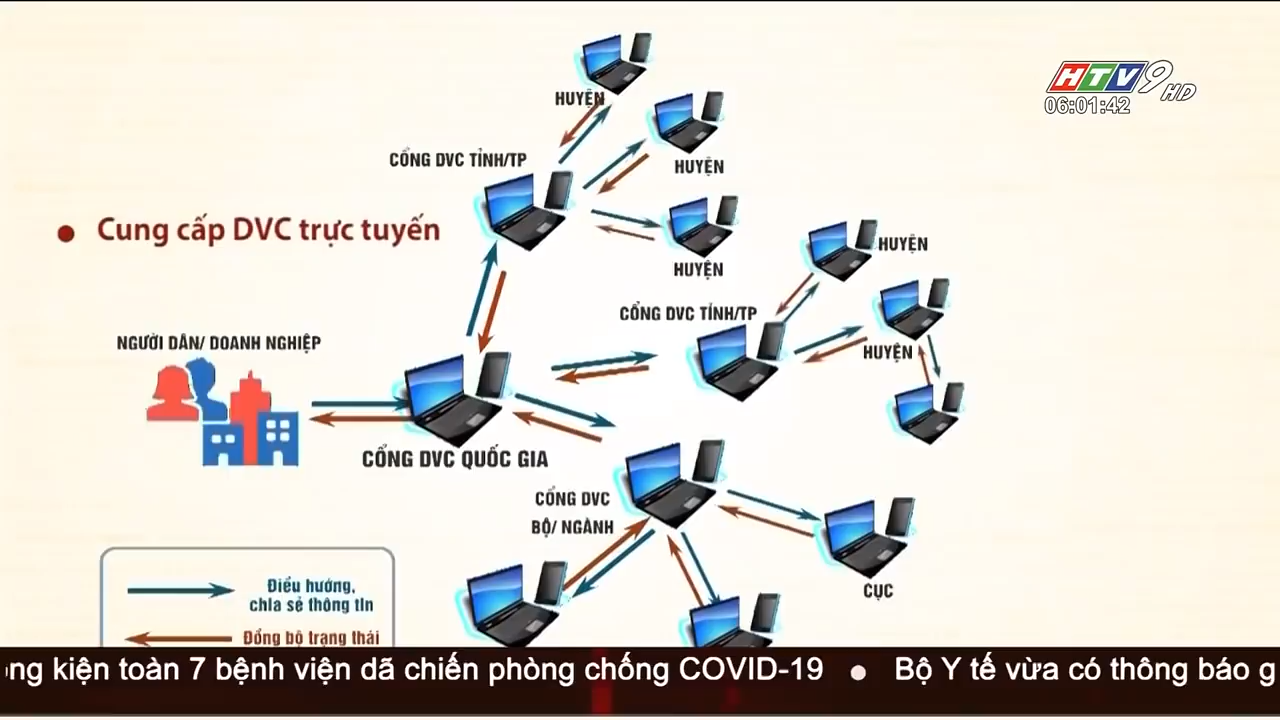 HTV9 HD
06:01:42
HUYỆN
CỔNG DVC TỈNH/TP
HUYỆN
Cung cấp DVC trực tuyến
HUYỆN
HUYỆN
CỔNG DVC TỈNH/TP
NGƯỜI DÂN/ DOANH NGHIỆP
HUYỆN
CỔNG DVC QUỐC GIA
CỔNG DVC
BỘ/ NGÀNH
CỤC
Điều hướng,
chia sẻ thông tin
Đồng bộ trạng thái
kiện toàn 7 bệnh viện dã chiến phòng chống COVID-19 ● Bộ Y tế vừa có thông báo